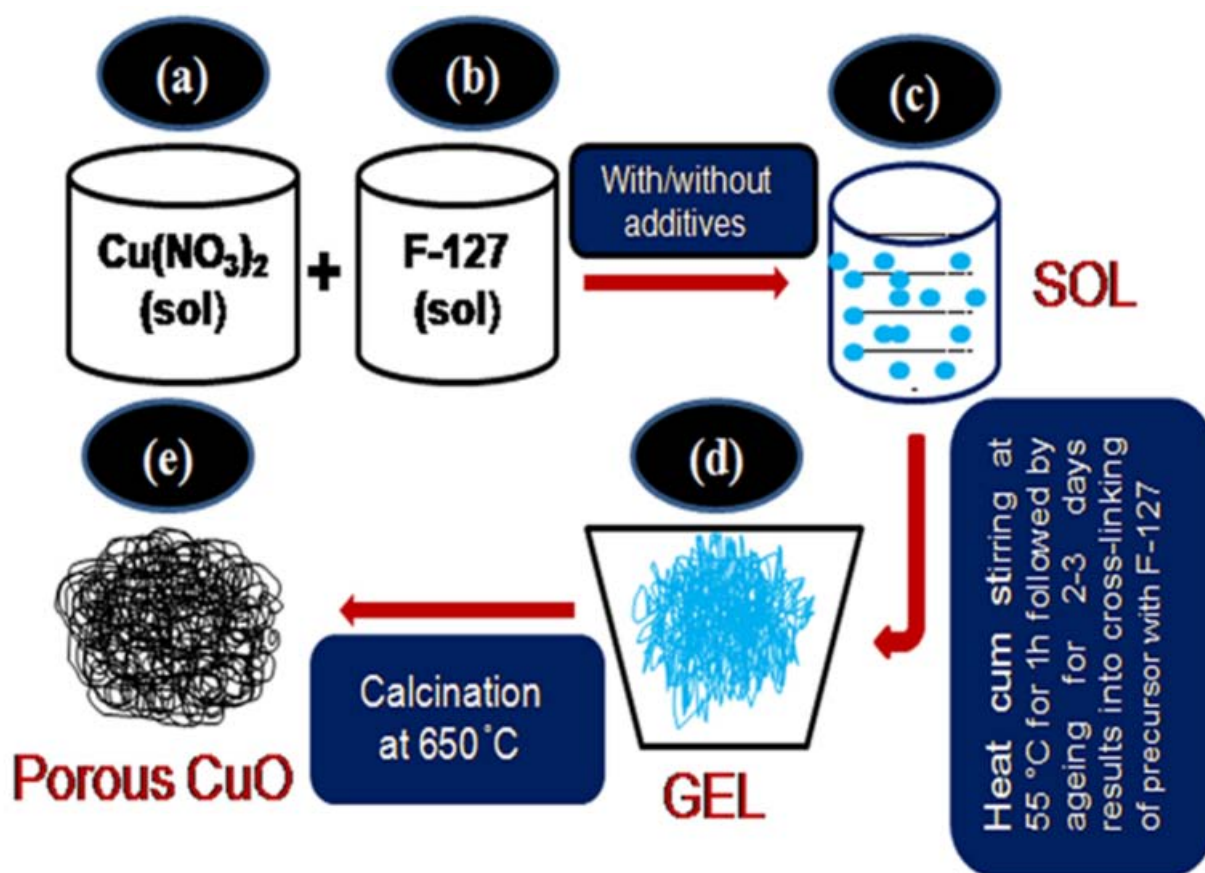 (a)
(b)
(c)
Cu(NO₃)₂
(sol)
+
F-127
(sol)
With/without
additives
SOL
Heat cum stirring at
55 °C for 1h followed by
ageing for 2-3 days
results into cross-linking
of precursor with F-127
(d)
GEL
Calcination
at 650 °C
(e)
Porous CuO